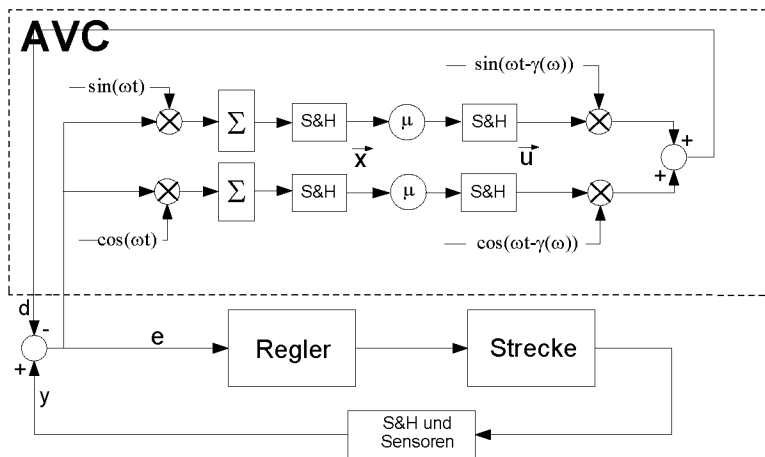 AVC
sin(ωt)
sin(ωt-γ(ω))
Σ
S&H
μ
S&H
+
x
u
+
Σ
S&H
μ
S&H
cos(ωt)
cos(ωt-γ(ω))
d
-
e
Regler
Strecke
+
y
S&H und
Sensoren